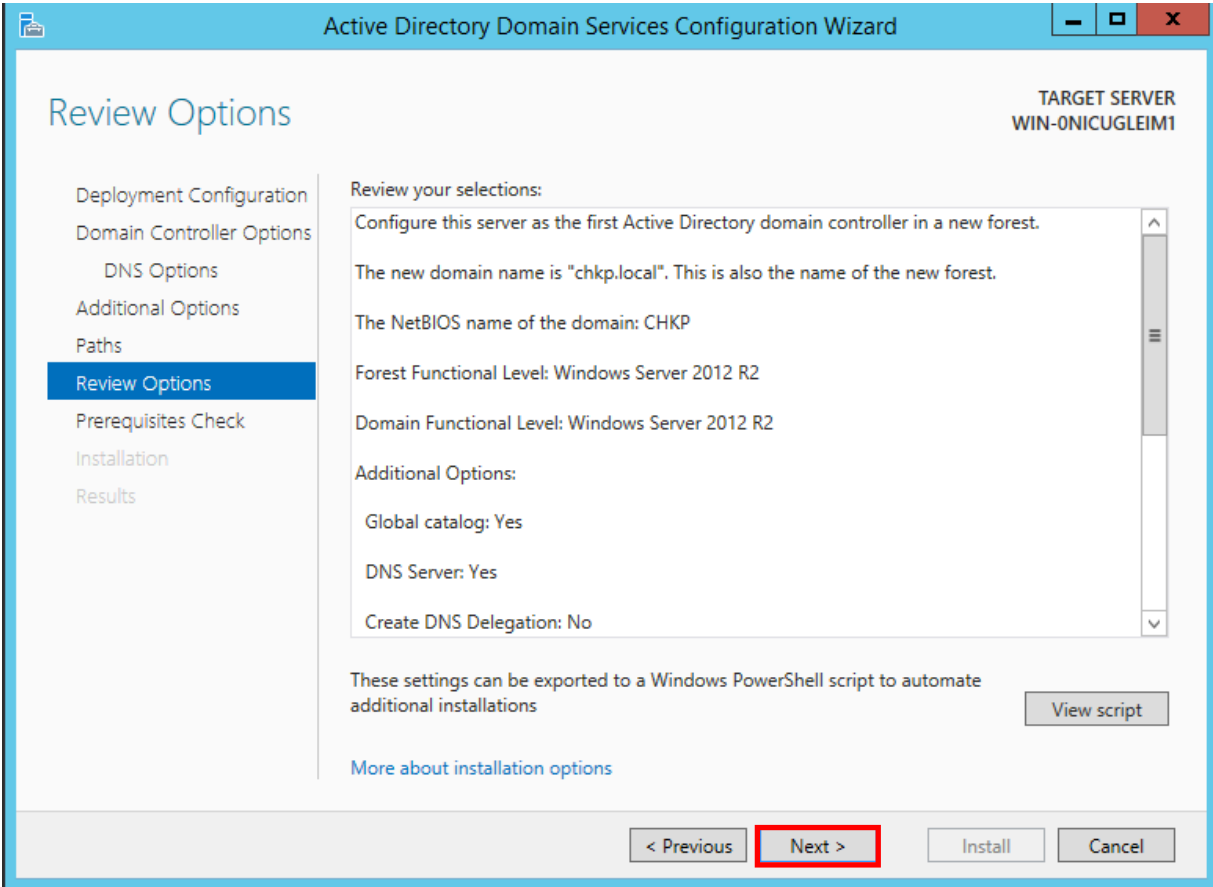 Active Directory Domain Services Configuration Wizard
Review Options
TARGET SERVER
WIN-0NICUGLEIM1
Deployment Configuration
Domain Controller Options
DNS Options
Additional Options
Paths
Review Options
Prerequisites Check
Installation
Results
Review your selections:
Configure this server as the first Active Directory domain controller in a new forest.
The new domain name is "chkp.local". This is also the name of the new forest.
The NetBIOS name of the domain: CHKP
Forest Functional Level: Windows Server 2012 R2
Domain Functional Level: Windows Server 2012 R2
Additional Options:
Global catalog: Yes
DNS Server: Yes
Create DNS Delegation: No
These settings can be exported to a Windows PowerShell script to automate
additional installations
View script
More about installation options
< Previous
Next >
Install
Cancel